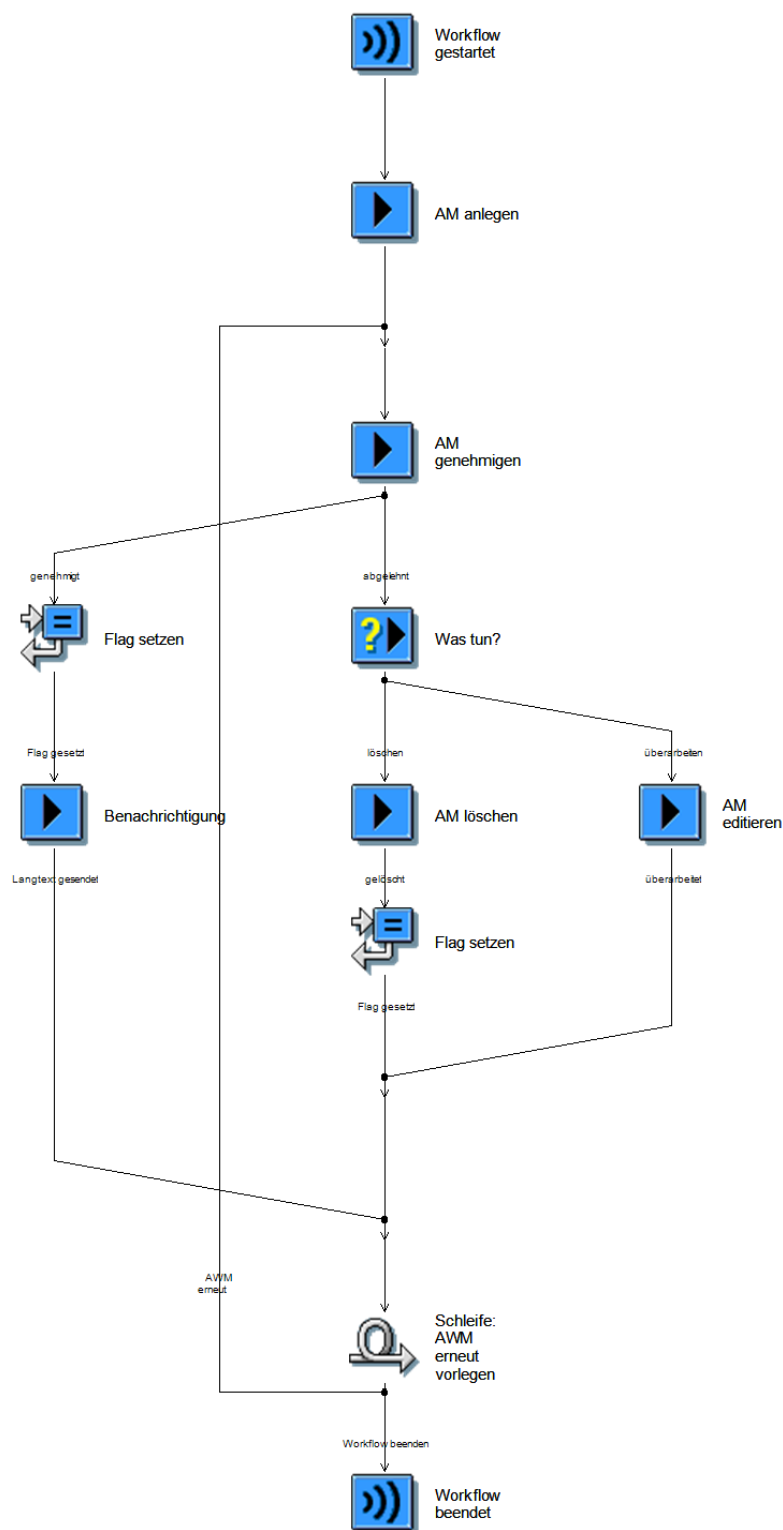 Workflow
gestartet
AM anlegen
AM
genehmigen
genehmigt
abgelehnt
Flag setzen
Was tun?
Flag gesetzt
löschen
überarbeiten
Benachrichtigung
AM löschen
AM
editieren
Langtext gesendet
gelöscht
überarbeitet
Flag setzen
Flag gesetzt
AWM
erneut
Schleife:
AWM
erneut
vorlegen
Workflow beenden
Workflow
beendet